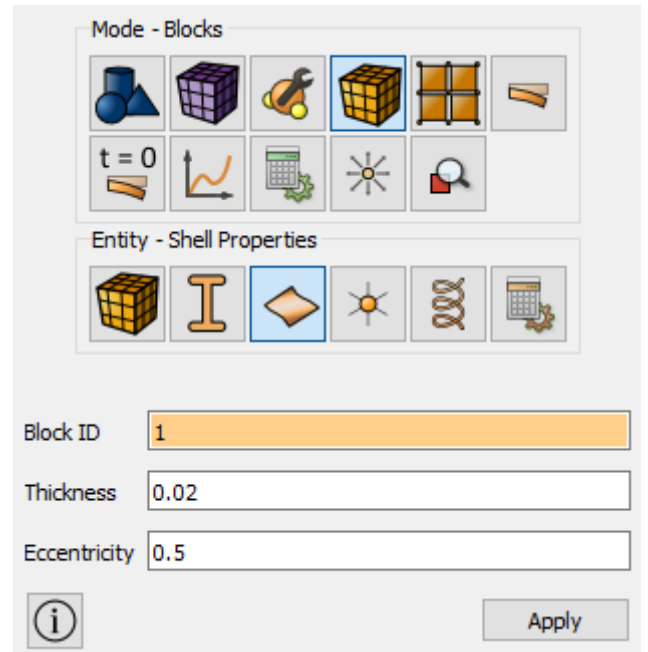 Mode - Blocks
t = 0
Entity - Shell Properties
Block ID 1
Thickness 0.02
Eccentricity 0.5
i
Apply